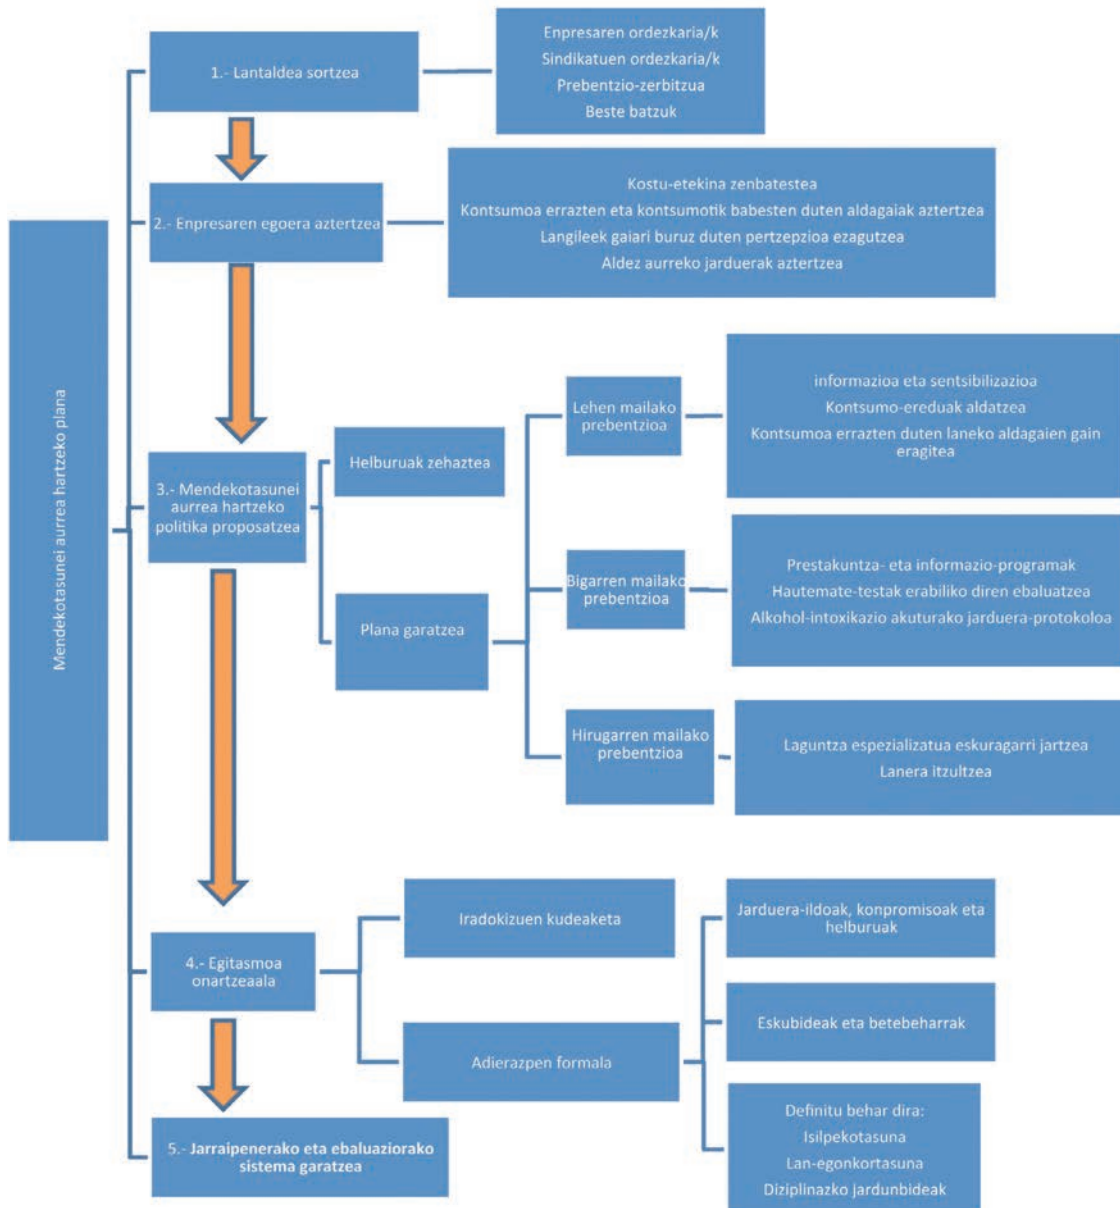 Mendekotasunei aurrea hartzeko plana
1.- Lantaldea sortzea
Enpresaren ordezkaria/k
Sindikatuen ordezkaria/k
Prebentzio-zerbitzua
Beste batzuk
2.- Enpresaren egoera aztertzea
Kostu-etekina zenbatestea
Kontsumoa errazten eta kontsumotik babesten duten aldagaiak aztertzea
Langileek gaiari buruz duten pertzepzioa ezagutzea
Aldez aurreko jarduerak aztertzea
3.- Mendekotasunei
aurrea hartzeko
politika proposatzea
Helburuak zehaztea
Plana garatzea
Lehen mailako
prebentzioa
informazioa eta sentsibilizazioa
Kontsumo-ereduak aldatzea
Kontsumoa errazten duten laneko aldagaien gain
eragitea
Bigarren mailako
prebentzioa
Prestakuntza- eta informazio-programak
Hautemate-testak erabiliko diren ebaluatzea
Alkohol-intoxikazio akuturako jarduera-protokoloa
Hirugarren mailako
prebentzioa
Laguntza espezializatua eskuragarri jartzea
Lanera itzultzea
4.- Egitasmoa
onartzeaala
Iradokizuen kudeaketa
Adierazpen formala
Jarduera-ildoak, konpromisoak eta
helburuak
Eskubideak eta betebeharrak
Definitu behar dira:
Isilpekotasuna
Lan-egonkortasuna
Diziplinazko jardunbideak
5.- Jarraipenerako eta ebaluaziorako
sistema garatzea